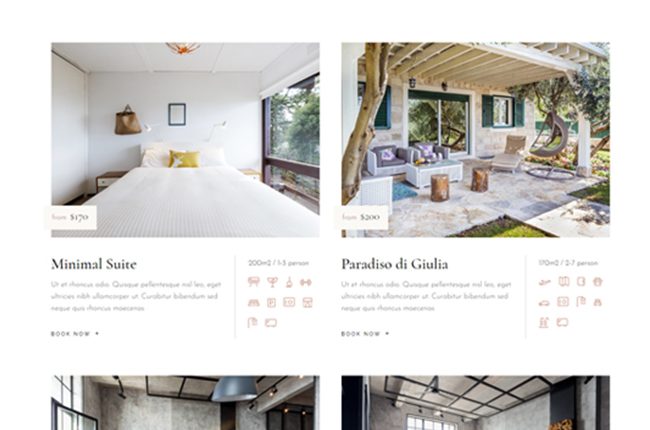 from $170
from $200
Minimal Suite
200m2 / 1-3 person
Ut et rhoncus odio. Quisque pellentesque nisl leo, eget
ultricies nibh ullamcorper ut. Curabitur bibendum sed
neque quis rhoncus maecenas.
BOOK NOW
Paradiso di Giulia
170m2 / 2-7 person
Ut et rhoncus odio. Quisque pellentesque nisl leo, eget
ultricies nibh ullamcorper ut. Curabitur bibendum sed
neque quis rhoncus maecenas.
BOOK NOW